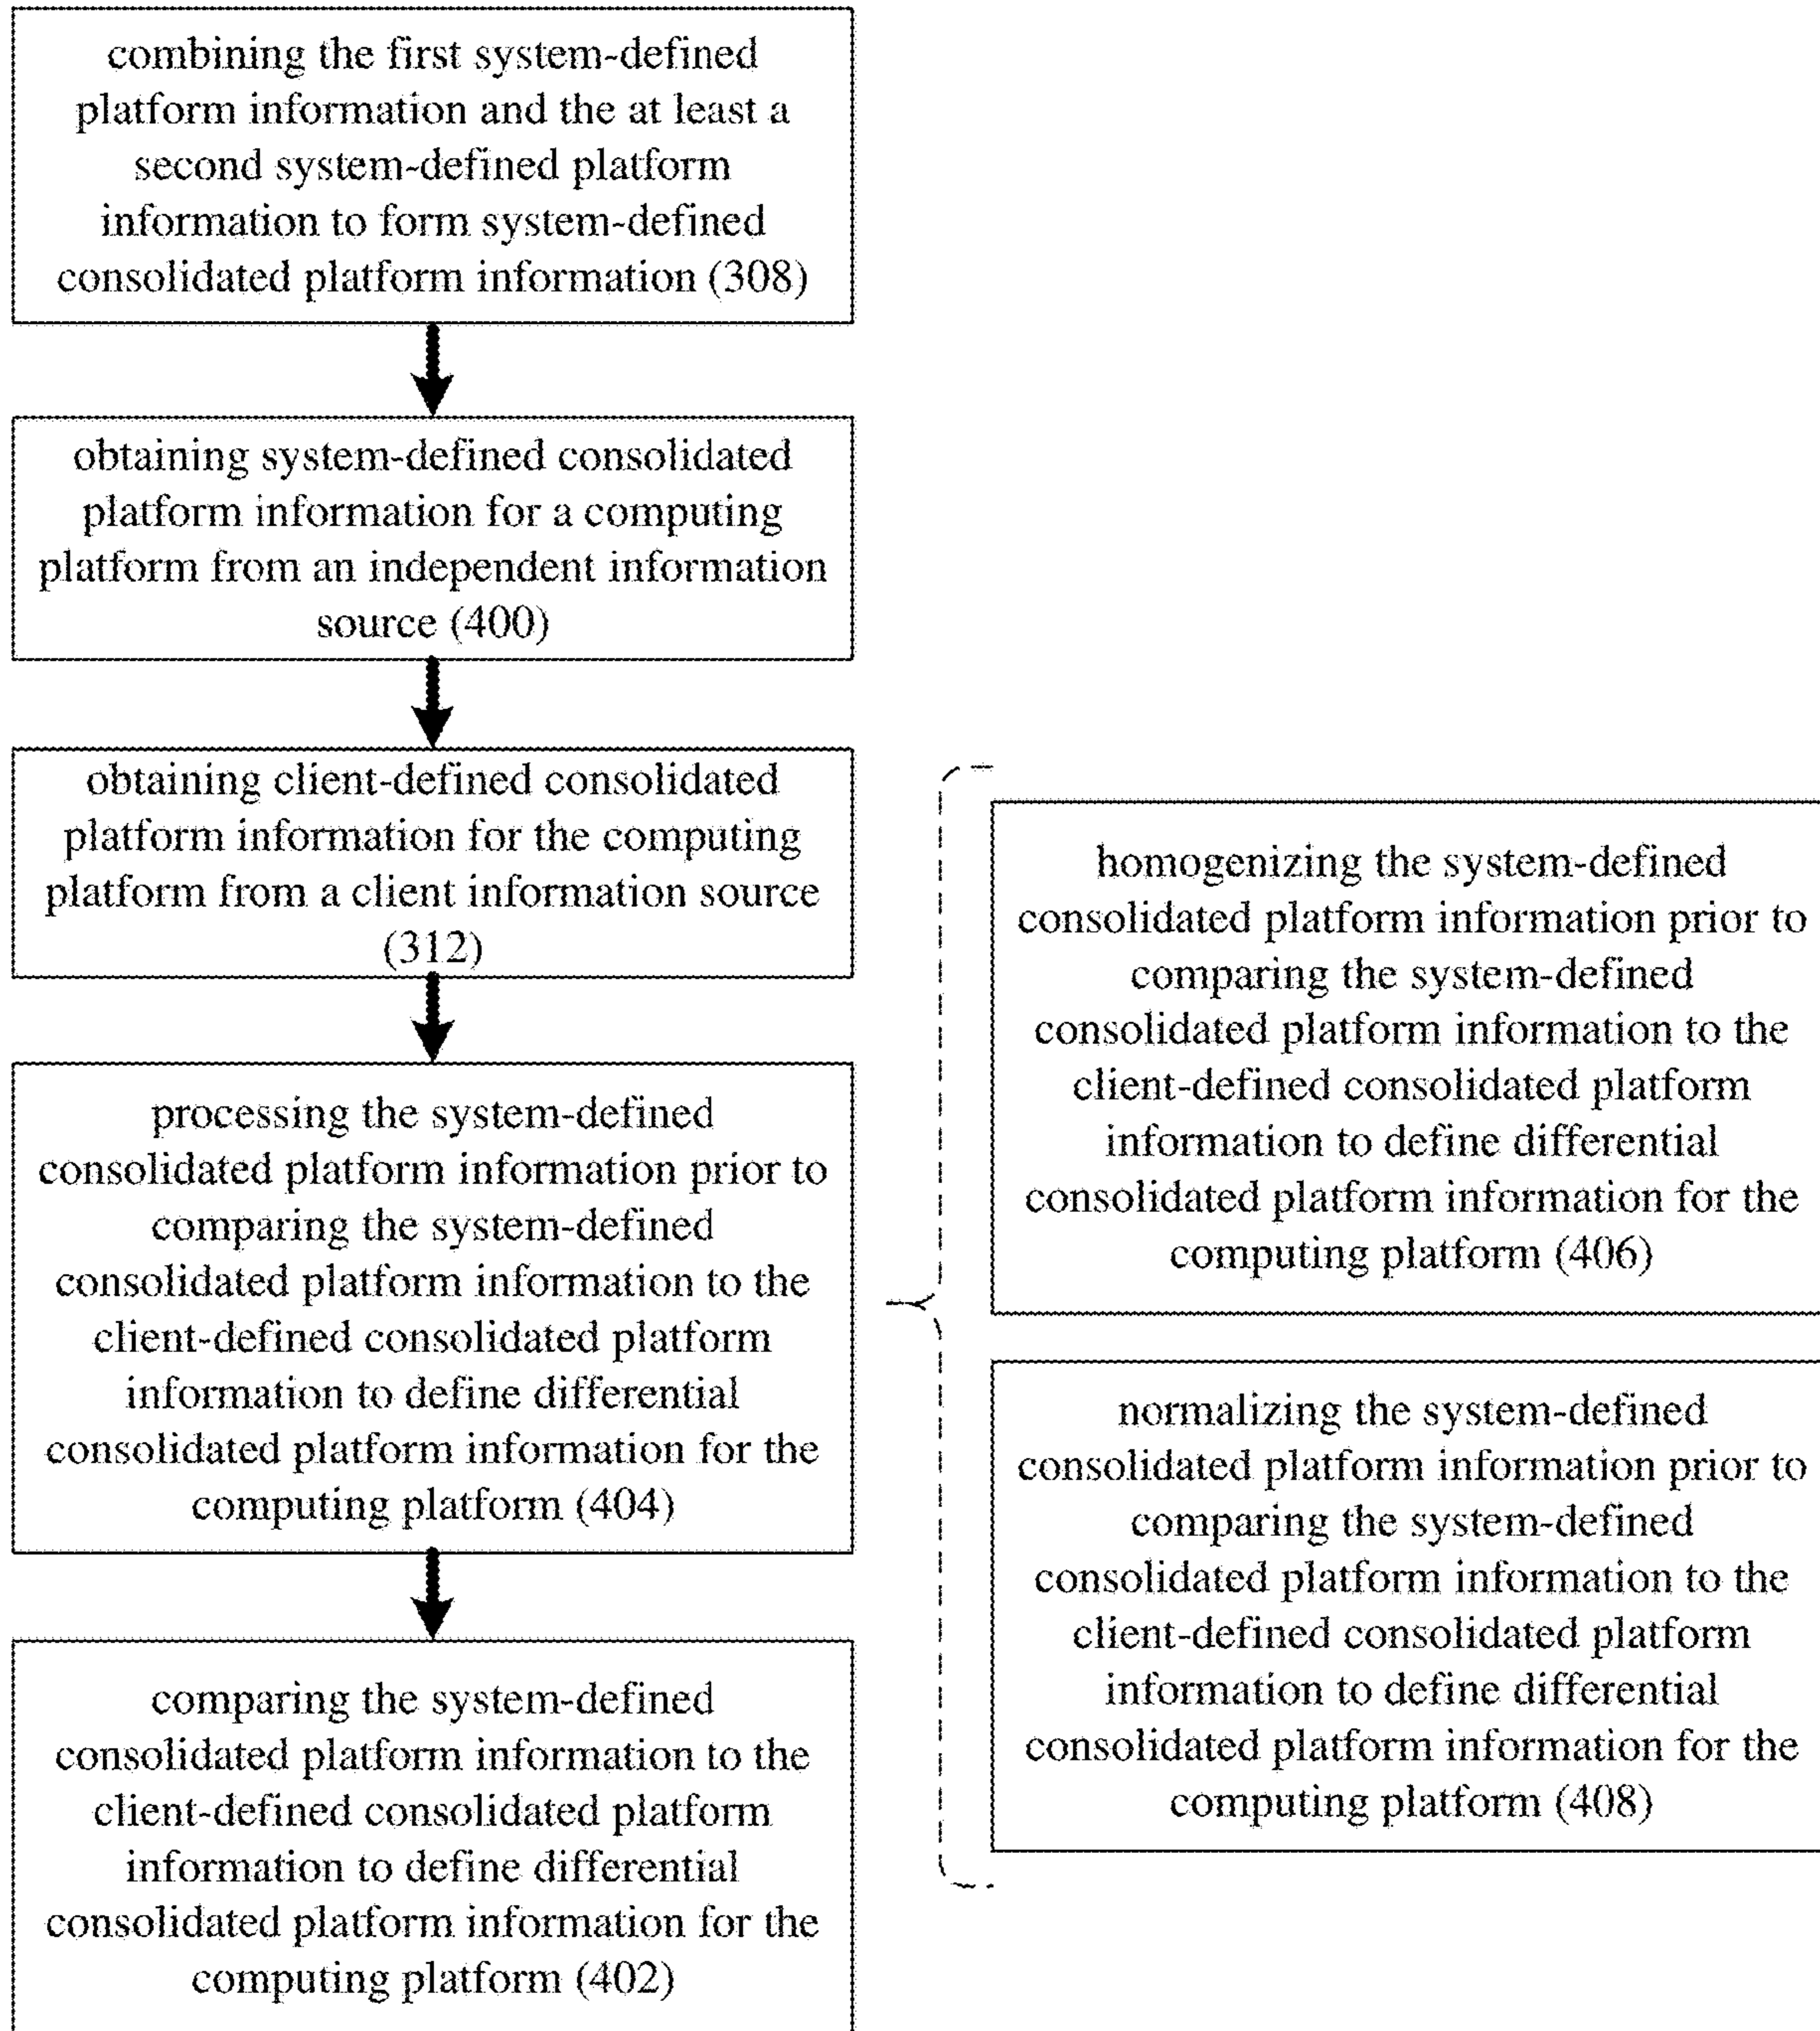 combining the first system-defined
platform information and the at least a
second system-defined platform
information to form system-defined
consolidated platform information (308)
obtaining system-defined consolidated
platform information for a computing
platform from an independent information
source (400)
obtaining client-defined consolidated
platform information for the computing
platform from a client information source
(312)
processing the system-defined
consolidated platform information prior to
comparing the system-defined
consolidated platform information to the
client-defined consolidated platform
information to define differential
consolidated platform information for the
computing platform (404)
comparing the system-defined
consolidated platform information to the
client-defined consolidated platform
information to define differential
consolidated platform information for the
computing platform (402)
homogenizing the system-defined
consolidated platform information prior to
comparing the system-defined
consolidated platform information to the
client-defined consolidated platform
information to define differential
consolidated platform information for the
computing platform (406)
normalizing the system-defined
consolidated platform information prior to
comparing the system-defined
consolidated platform information to the
client-defined consolidated platform
information to define differential
consolidated platform information for the
computing platform (408)